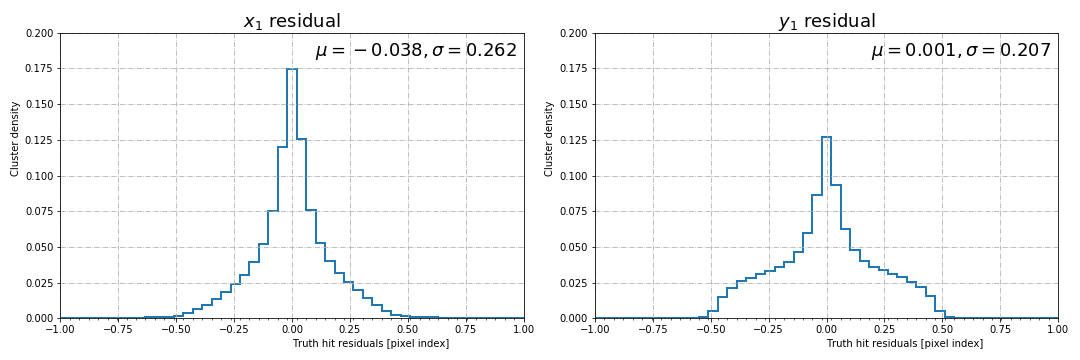 x₁ residual
μ = −0.038, σ = 0.262
0.200
0.175
0.150
0.125
0.100
0.075
0.050
0.025
0.000
Cluster density
−1.00 −0.75 −0.50 −0.25 0.00 0.25 0.50 0.75 1.00
Truth hit residuals [pixel index]
y₁ residual
μ = 0.001, σ = 0.207
0.200
0.175
0.150
0.125
0.100
0.075
0.050
0.025
0.000
Cluster density
−1.00 −0.75 −0.50 −0.25 0.00 0.25 0.50 0.75 1.00
Truth hit residuals [pixel index]